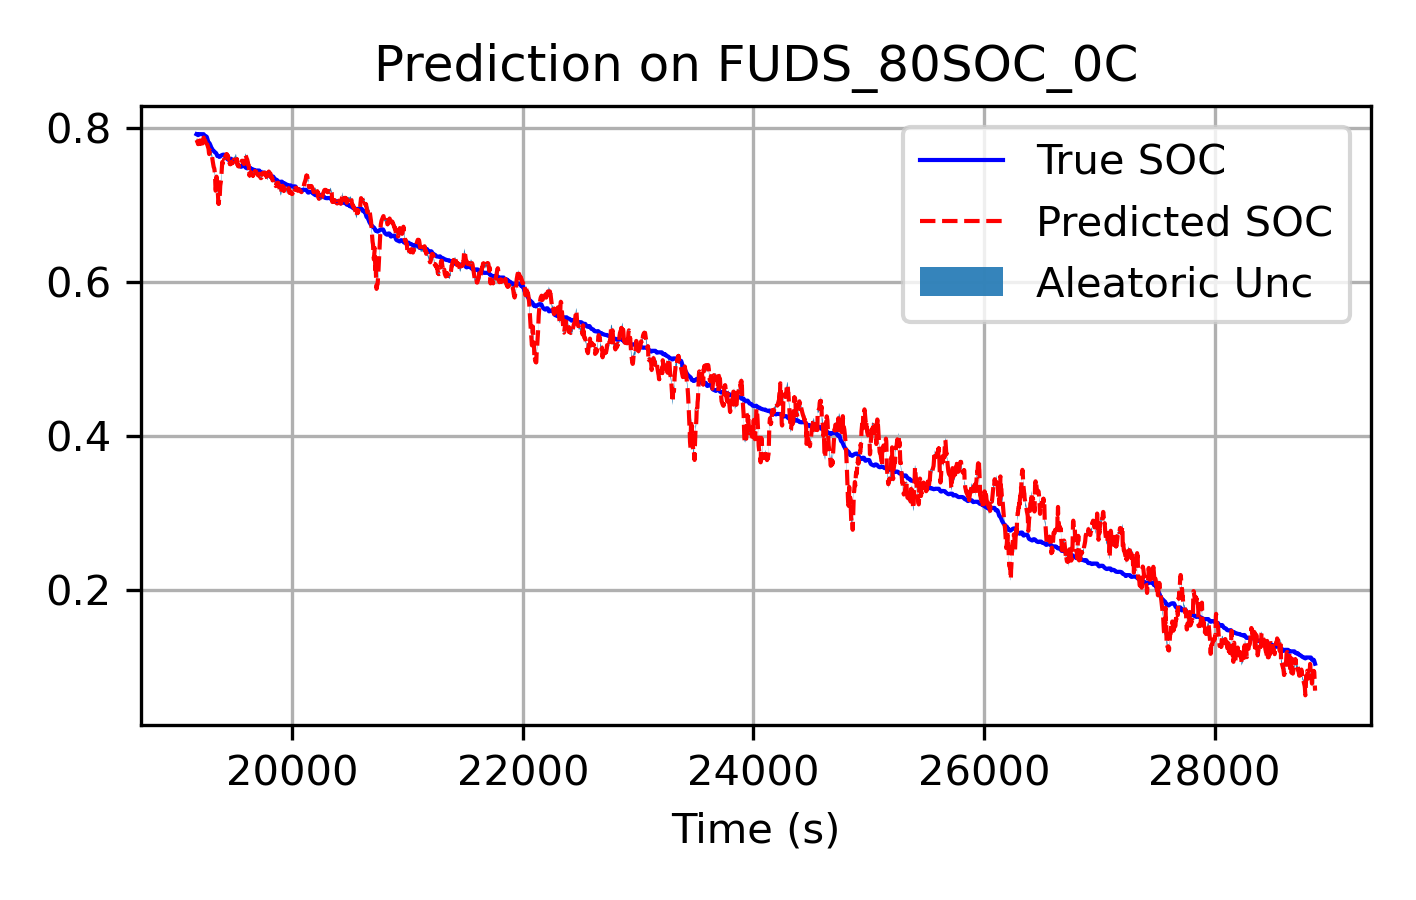 Prediction on FUDS_80SOC_0C
True SOC
Predicted SOC
Aleatoric Unc
0.8
0.6
0.4
0.2
20000 22000 24000 26000 28000
Time (s)